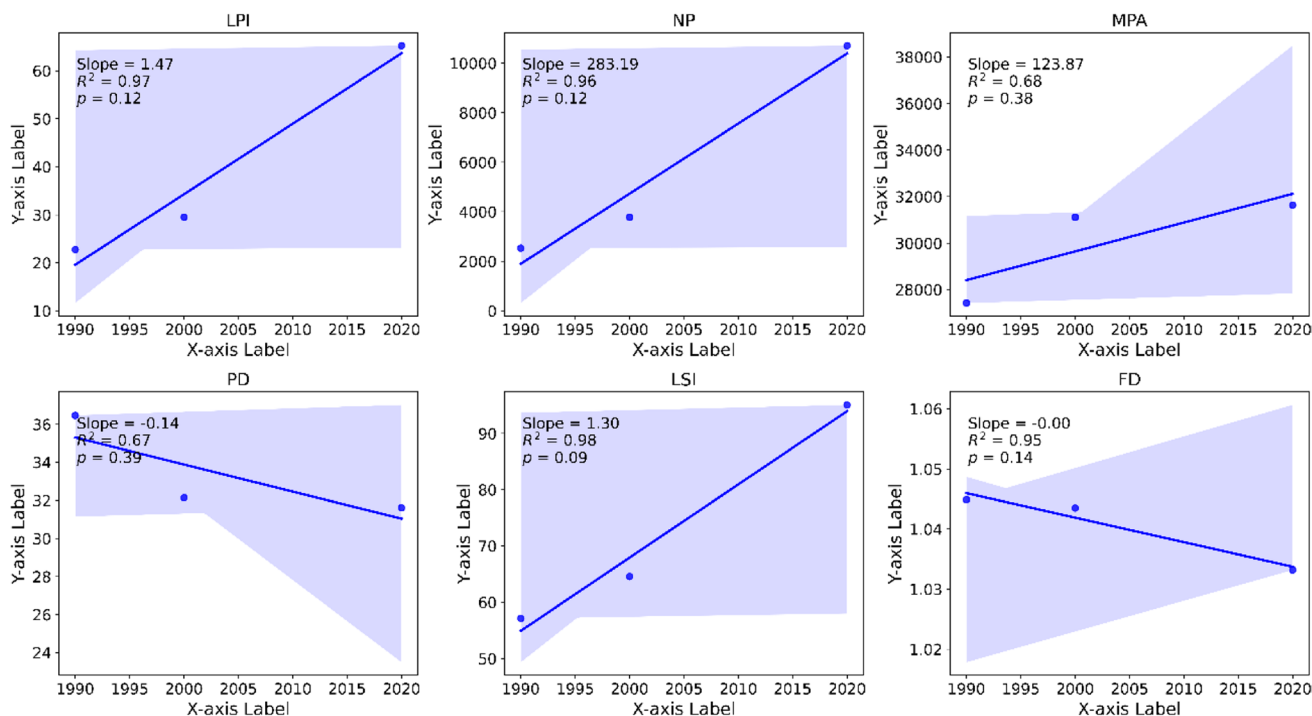 LPI
Slope = 1.47
R² = 0.97
p = 0.12
60
50
40
30
20
10
Y-axis Label
1990 1995 2000 2005 2010 2015 2020
X-axis Label
NP
Slope = 283.19
R² = 0.96
p = 0.12
10000
8000
6000
4000
2000
0
Y-axis Label
1990 1995 2000 2005 2010 2015 2020
X-axis Label
MPA
Slope = 123.87
R² = 0.68
p = 0.38
38000
36000
34000
32000
30000
28000
Y-axis Label
1990 1995 2000 2005 2010 2015 2020
X-axis Label
PD
Slope = -0.14
R² = 0.67
p = 0.39
36
34
32
30
28
26
24
Y-axis Label
1990 1995 2000 2005 2010 2015 2020
X-axis Label
LSI
Slope = 1.30
R² = 0.98
p = 0.09
90
80
70
60
50
Y-axis Label
1990 1995 2000 2005 2010 2015 2020
X-axis Label
FD
Slope = -0.00
R² = 0.95
p = 0.14
1.06
1.05
1.04
1.03
1.02
Y-axis Label
1990 1995 2000 2005 2010 2015 2020
X-axis Label